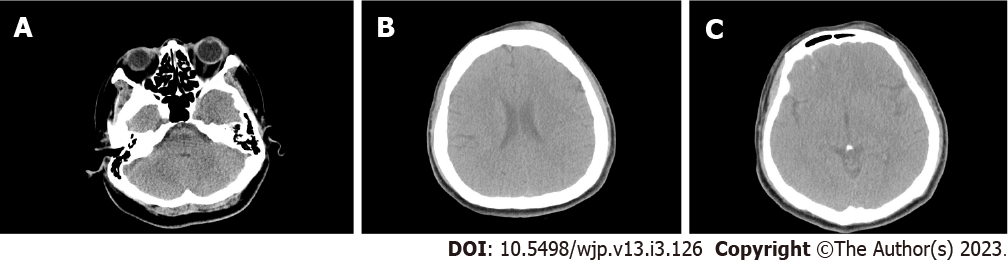 A B C
DOI: 10.5498/wjp.v13.i3.126 Copyright ©The Author(s) 2023.